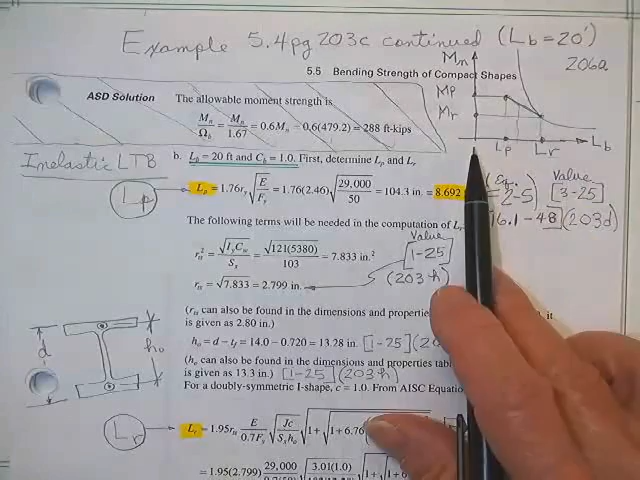 Example 5.4 pg 203c continued (Lb = 20')
206a
5.5 Bending Strength of Compact Shapes
Mn
Mp
Mr
Lp
Lr
Lb
ASD Solution
The allowable moment strength is
Mn/Ωb = Mn/1.67 = 0.6Mn = 0.6(479.2) = 288 ft-kips
Inelastic LTB
b. Lb = 20 ft and Cb = 1.0. First, determine Lp and Lr
Lp
Lp = 1.76ry √(E/Fy) = 1.76(2.46) √(29,000/50) = 104.3 in. = 8.692
(Eq. = 2-5)
Value
[3-25]
16.1-48 (203d)
The following terms will be needed in the computation of Lr
rts² = √(IyCw)/Sx = √(121(5380))/103 = 7.833 in.²
Value
[1-25]
(203h)
rts = √7.833 = 2.799 in.
(rts can also be found in the dimensions and properties
is given as 2.80 in.)
ho = d − tf = 14.0 − 0.720 = 13.28 in. [1-25]
(ho can also be found in the dimensions and properties
is given as 13.3 in.) [1-25] (203h)
d
ho
For a doubly-symmetric I-shape, c = 1.0. From AISC Equation
Lr
Lr = 1.95rts E/0.7Fy √(Jc/Sxho) √(1 + √(1 + 6.76
= 1.95(2.799) 29,000 √(3.01(1.0) √(1 + √(1 +